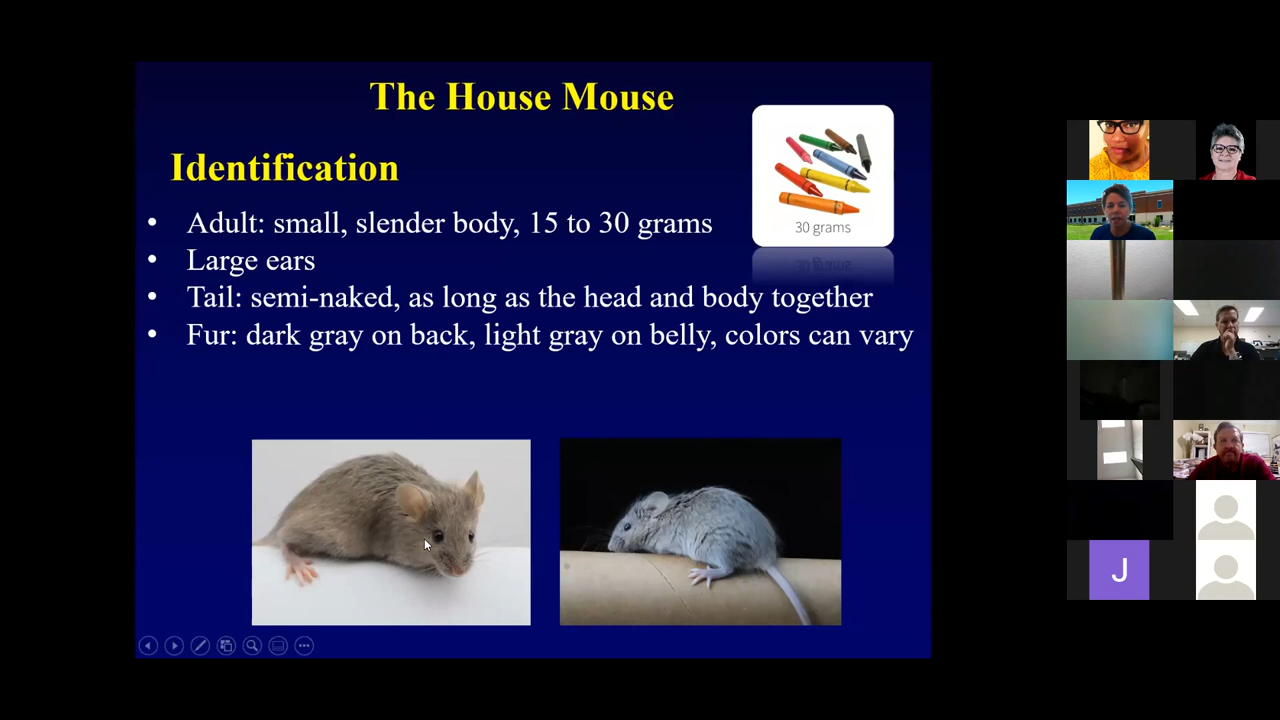 The House Mouse
Identification
• Adult: small, slender body, 15 to 30 grams
• Large ears
• Tail: semi-naked, as long as the head and body together
• Fur: dark gray on back, light gray on belly, colors can vary
30 grams
J